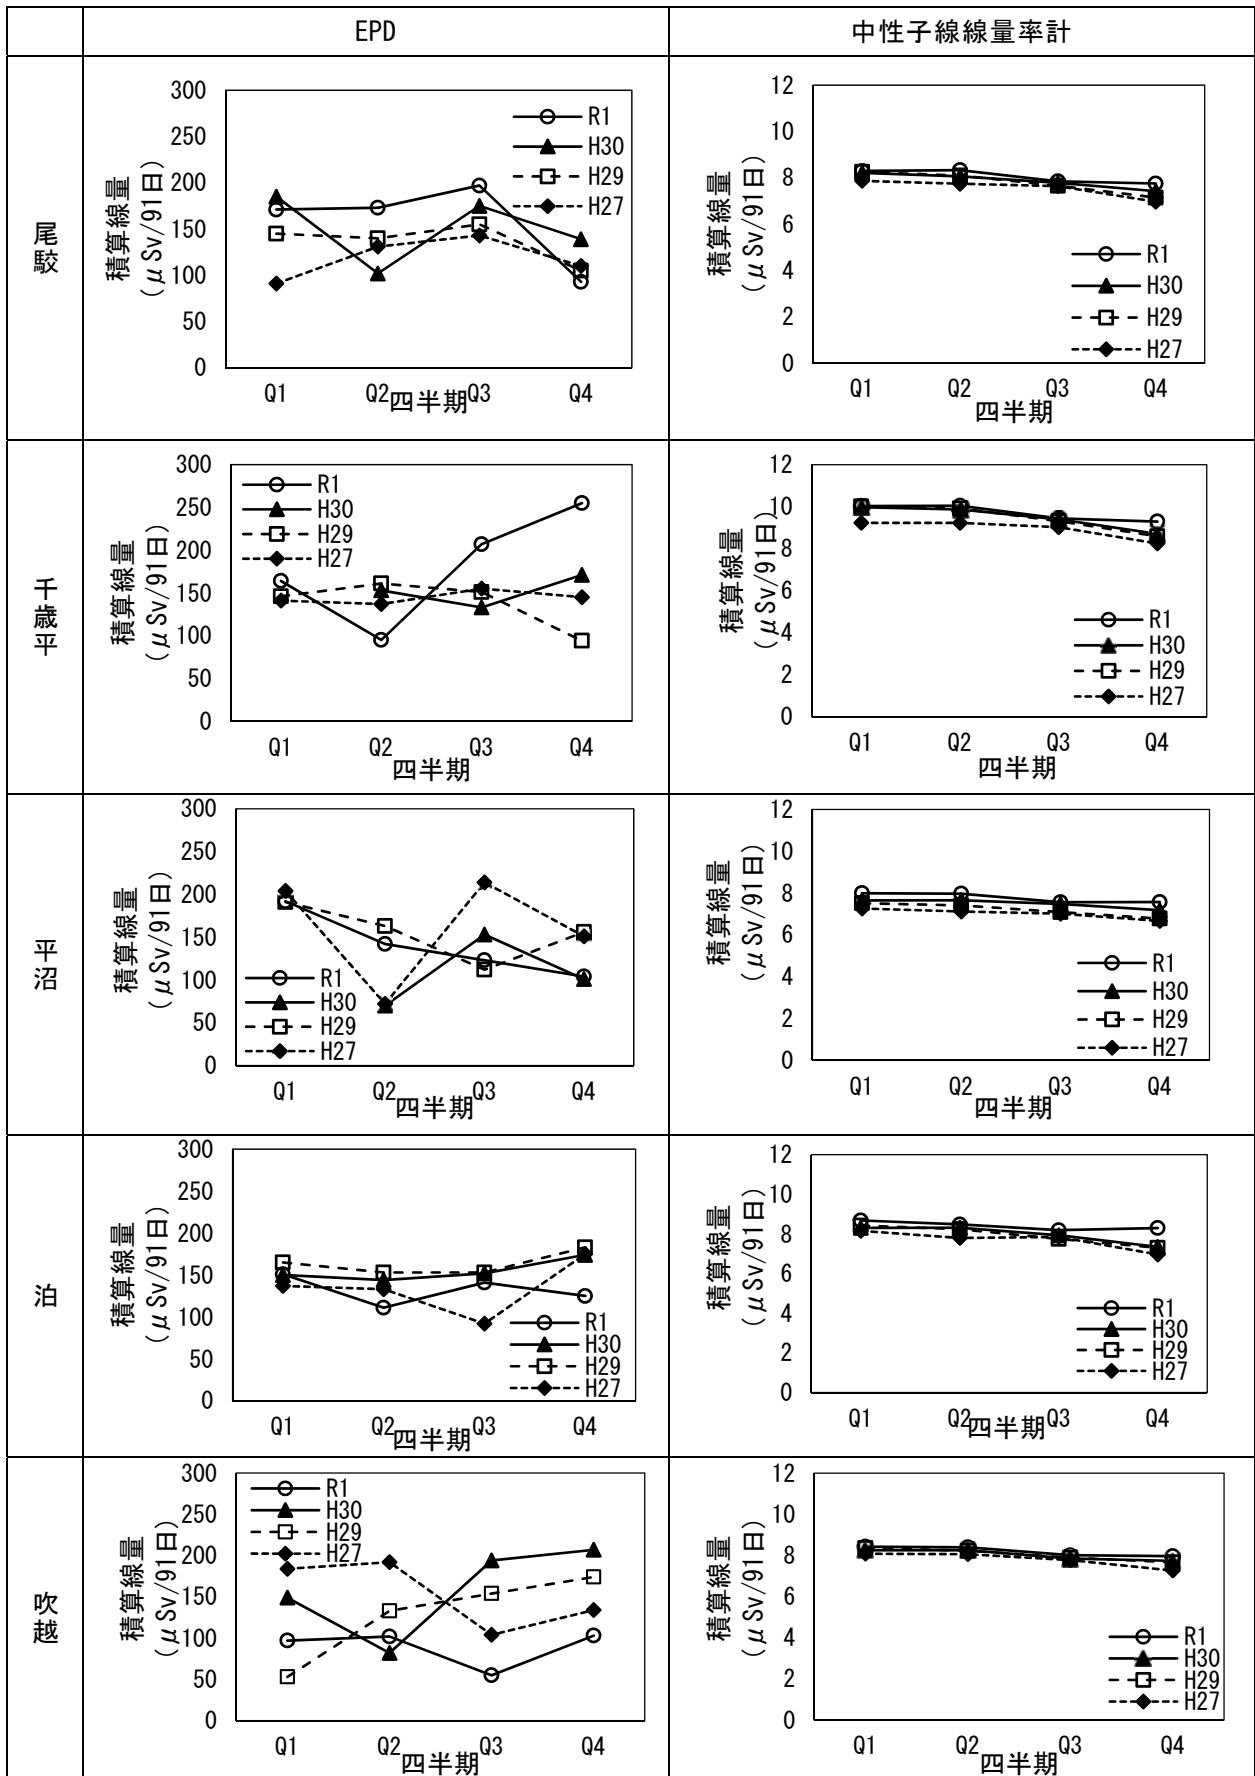 EPD
中性子線線量率計
尾駮
積算線量
(μSv/91日)
300
250
200
150
100
50
0
R1
H30
H29
H27
Q1
Q2
Q3
Q4
四半期
積算線量
(μSv/91日)
12
10
8
6
4
2
0
R1
H30
H29
H27
Q1
Q2
Q3
Q4
四半期
千歳平
積算線量
(μSv/91日)
300
250
200
150
100
50
0
R1
H30
H29
H27
Q1
Q2
Q3
Q4
四半期
積算線量
(μSv/91日)
12
10
8
6
4
2
0
R1
H30
H29
H27
Q1
Q2
Q3
Q4
四半期
平沼
積算線量
(μSv/91日)
300
250
200
150
100
50
0
R1
H30
H29
H27
Q1
Q2
Q3
Q4
四半期
積算線量
(μSv/91日)
12
10
8
6
4
2
0
R1
H30
H29
H27
Q1
Q2
Q3
Q4
四半期
泊
積算線量
(μSv/91日)
300
250
200
150
100
50
0
R1
H30
H29
H27
Q1
Q2
Q3
Q4
四半期
積算線量
(μSv/91日)
12
10
8
6
4
2
0
R1
H30
H29
H27
Q1
Q2
Q3
Q4
四半期
吹越
積算線量
(μSv/91日)
300
250
200
150
100
50
0
R1
H30
H29
H27
Q1
Q2
Q3
Q4
四半期
積算線量
(μSv/91日)
12
10
8
6
4
2
0
R1
H30
H29
H27
Q1
Q2
Q3
Q4
四半期